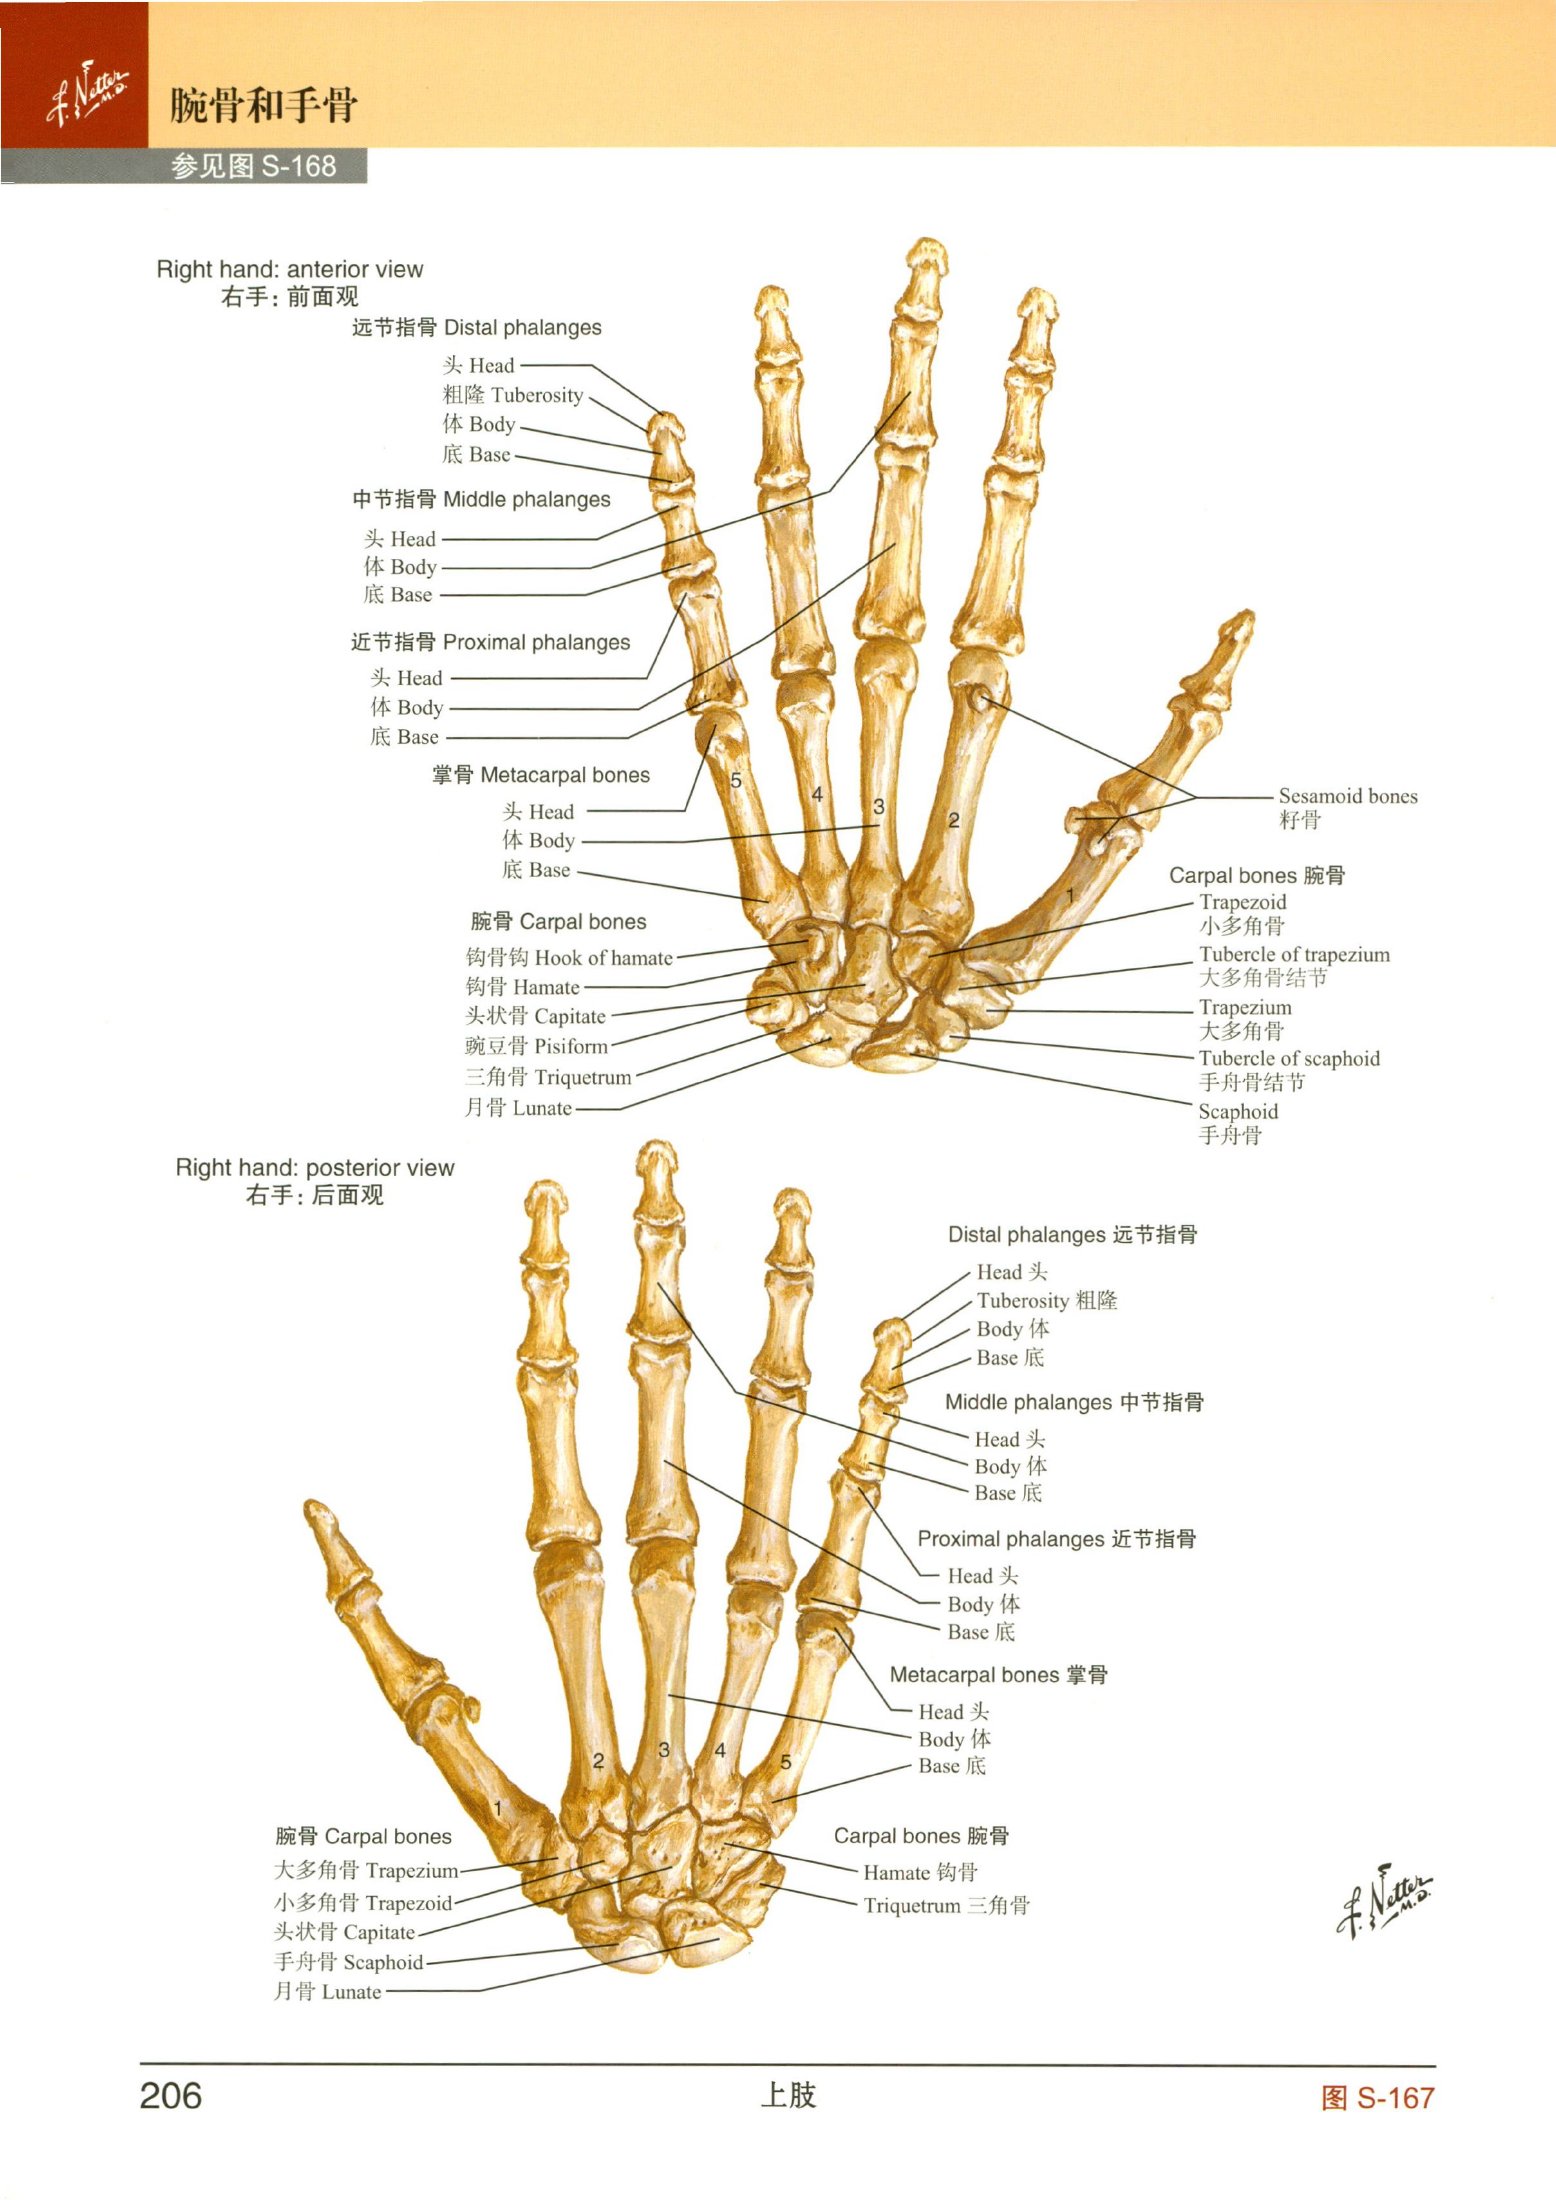 F. Netter M.D.
腕骨和手骨
参见图 S-168
Right hand: anterior view
右手：前面观
远节指骨 Distal phalanges
头 Head
粗隆 Tuberosity
体 Body
底 Base
中节指骨 Middle phalanges
头 Head
体 Body
底 Base
近节指骨 Proximal phalanges
头 Head
体 Body
底 Base
掌骨 Metacarpal bones
头 Head
体 Body
底 Base
腕骨 Carpal bones
钩骨钩 Hook of hamate
钩骨 Hamate
头状骨 Capitate
豌豆骨 Pisiform
三角骨 Triquetrum
月骨 Lunate
5
4
3
2
1
Sesamoid bones
籽骨
Carpal bones 腕骨
Trapezoid
小多角骨
Tubercle of trapezium
大多角骨结节
Trapezium
大多角骨
Tubercle of scaphoid
手舟骨结节
Scaphoid
手舟骨
Right hand: posterior view
右手：后面观
Distal phalanges 远节指骨
Head 头
Tuberosity 粗隆
Body 体
Base 底
Middle phalanges 中节指骨
Head 头
Body 体
Base 底
Proximal phalanges 近节指骨
Head 头
Body 体
Base 底
Metacarpal bones 掌骨
Head 头
Body 体
Base 底
1
2
3
4
5
腕骨 Carpal bones
大多角骨 Trapezium
小多角骨 Trapezoid
头状骨 Capitate
手舟骨 Scaphoid
月骨 Lunate
Carpal bones 腕骨
Hamate 钩骨
Triquetrum 三角骨
F. Netter M.D.
206
上肢
图 S-167